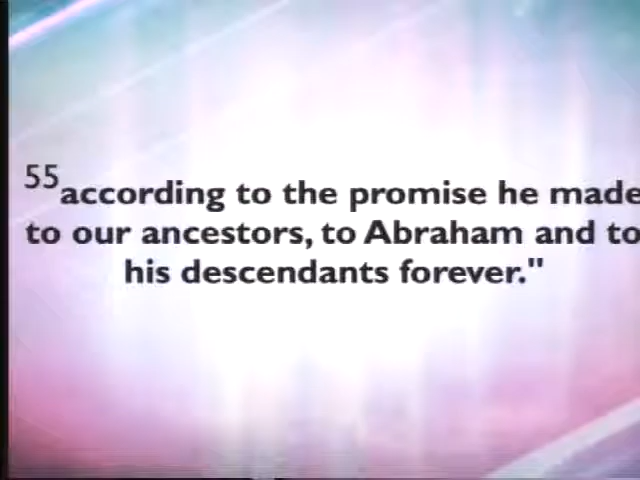 55according to the promise he made
to our ancestors, to Abraham and to
his descendants forever."